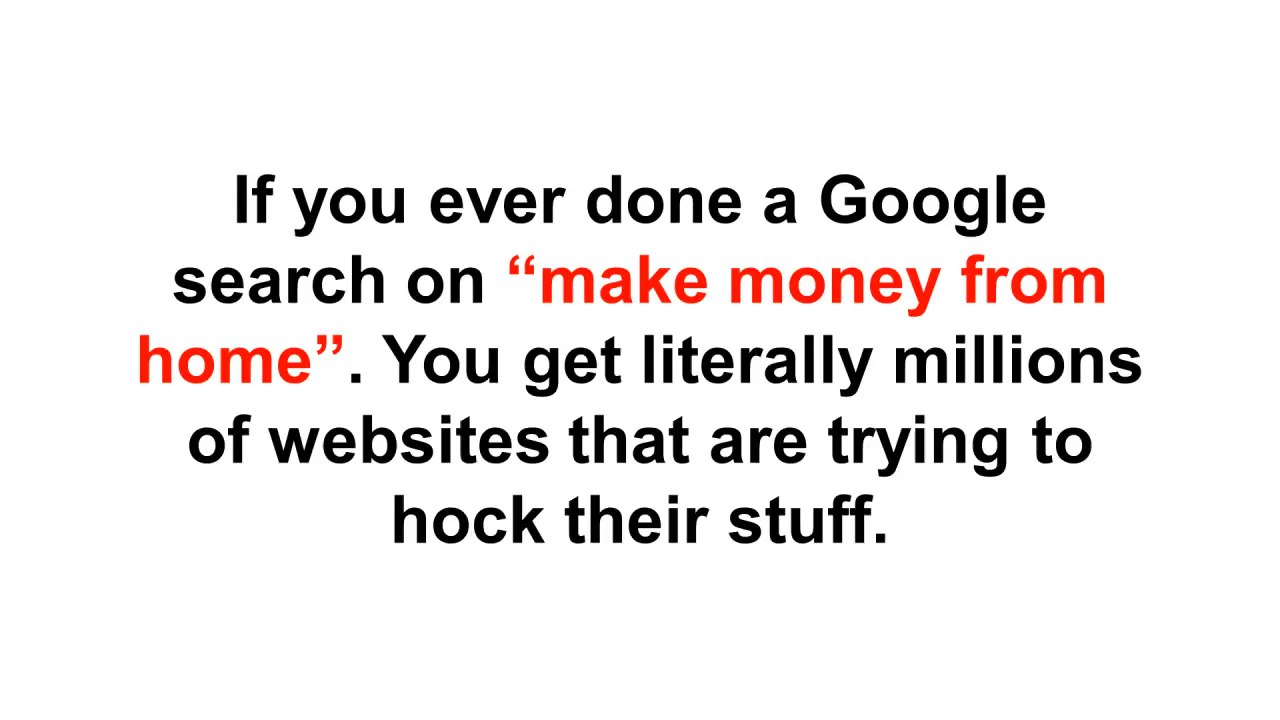 If you ever done a Google
search on “make money from
home”. You get literally millions
of websites that are trying to
hock their stuff.